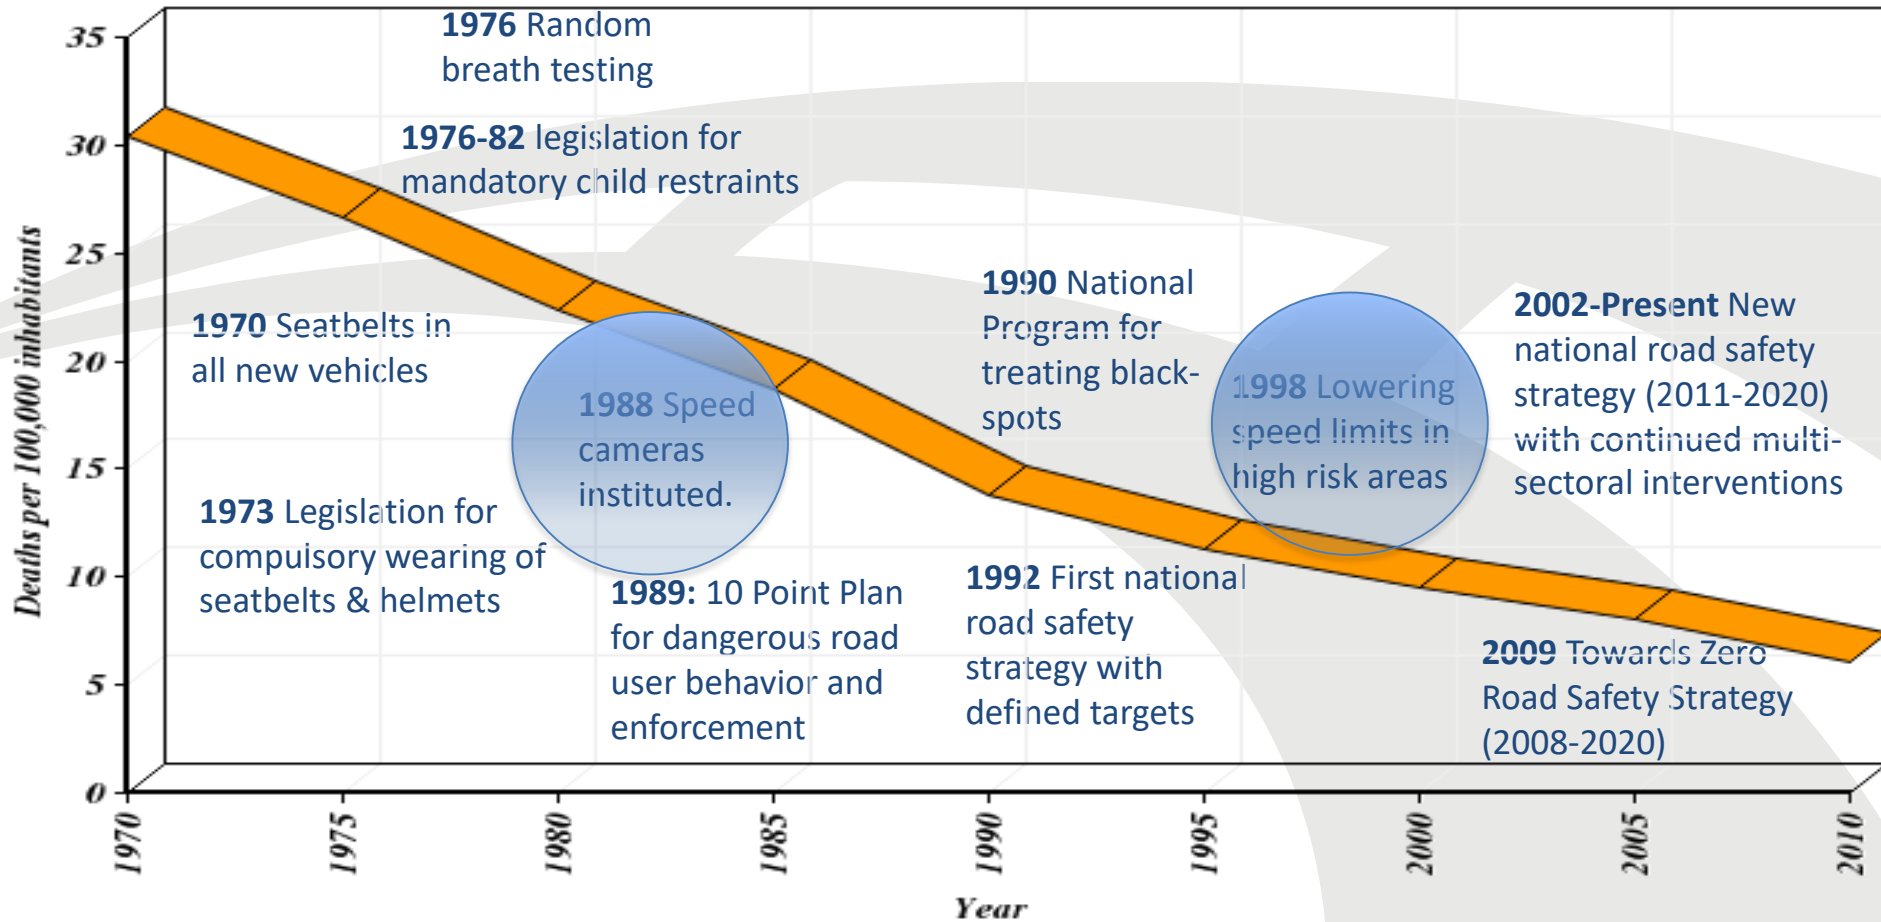 1976 Random
breath testing
1976-82 legislation for
mandatory child restraints
1970 Seatbelts in
all new vehicles
1973 Legislation for
compulsory wearing of
seatbelts & helmets
1988 Speed
cameras
instituted.
1989: 10 Point Plan
for dangerous road
user behavior and
enforcement
1990 National
Program for
treating black-
spots
1992 First national
road safety
strategy with
defined targets
1998 Lowering
speed limits in
high risk areas
2002-Present New
national road safety
strategy (2011-2020)
with continued multi-
sectoral interventions
2009 Towards Zero
Road Safety Strategy
(2008-2020)
Deaths per 100,000 inhabitants
35
30
25
20
15
10
5
0
1970
1975
1980
1985
1990
1995
2000
2005
2010
Year